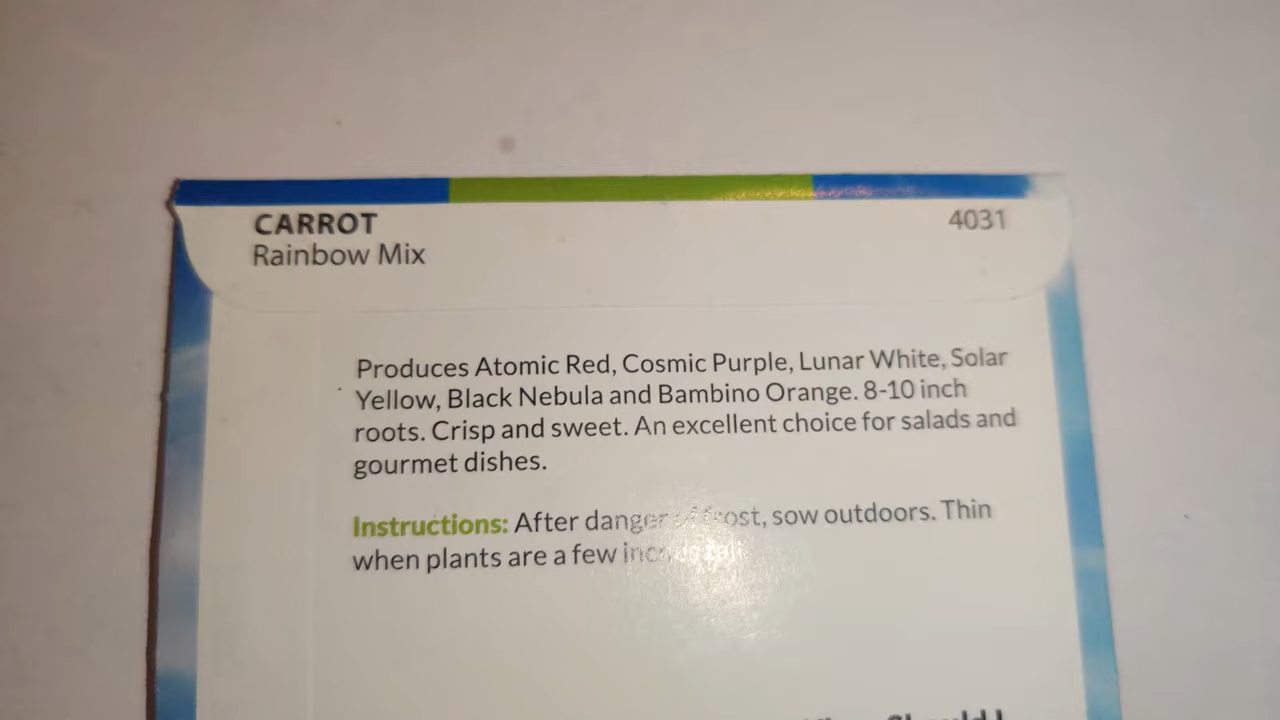 CARROT
4031
Rainbow Mix
Produces Atomic Red, Cosmic Purple, Lunar White, Solar
Yellow, Black Nebula and Bambino Orange. 8-10 inch
roots. Crisp and sweet. An excellent choice for salads and
gourmet dishes.
Instructions: After danger of frost, sow outdoors. Thin
when plants are a few